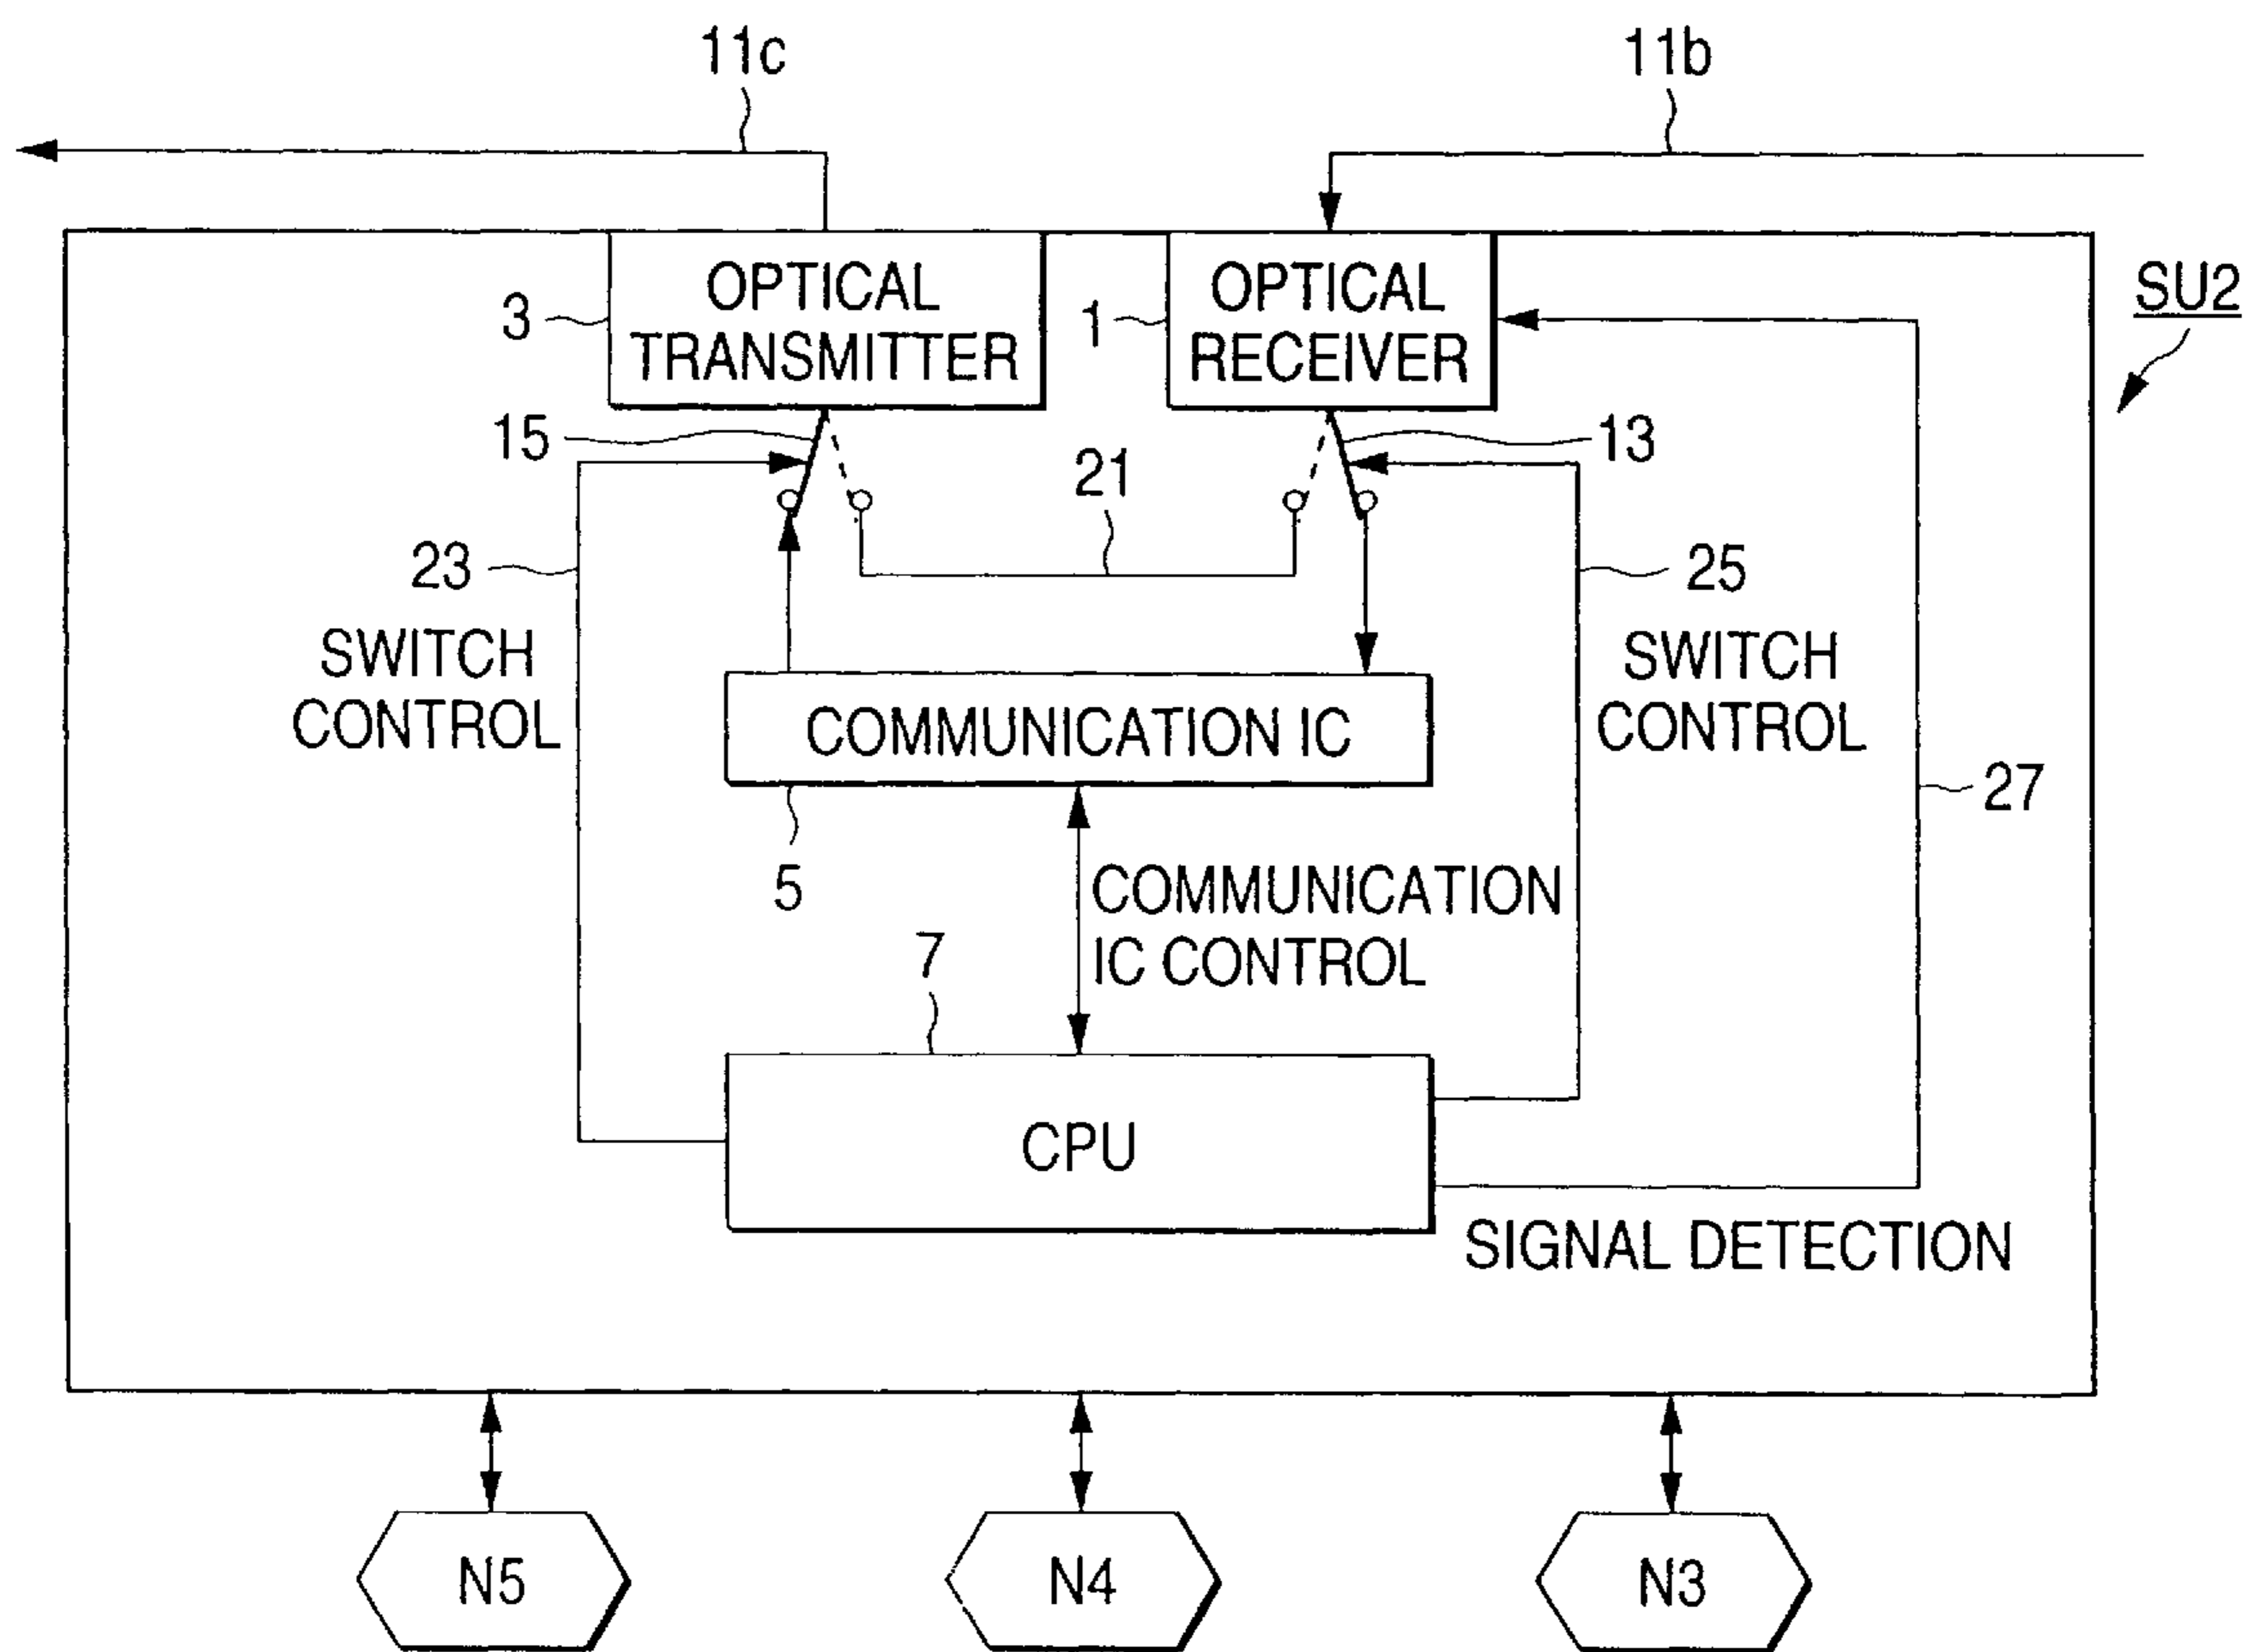 11c
11b
SU2
OPTICAL
TRANSMITTER
3
OPTICAL
RECEIVER
1
15
13
21
23
SWITCH
CONTROL
25
SWITCH
CONTROL
COMMUNICATION IC
27
5
COMMUNICATION
IC CONTROL
7
CPU
SIGNAL DETECTION
N5
N4
N3